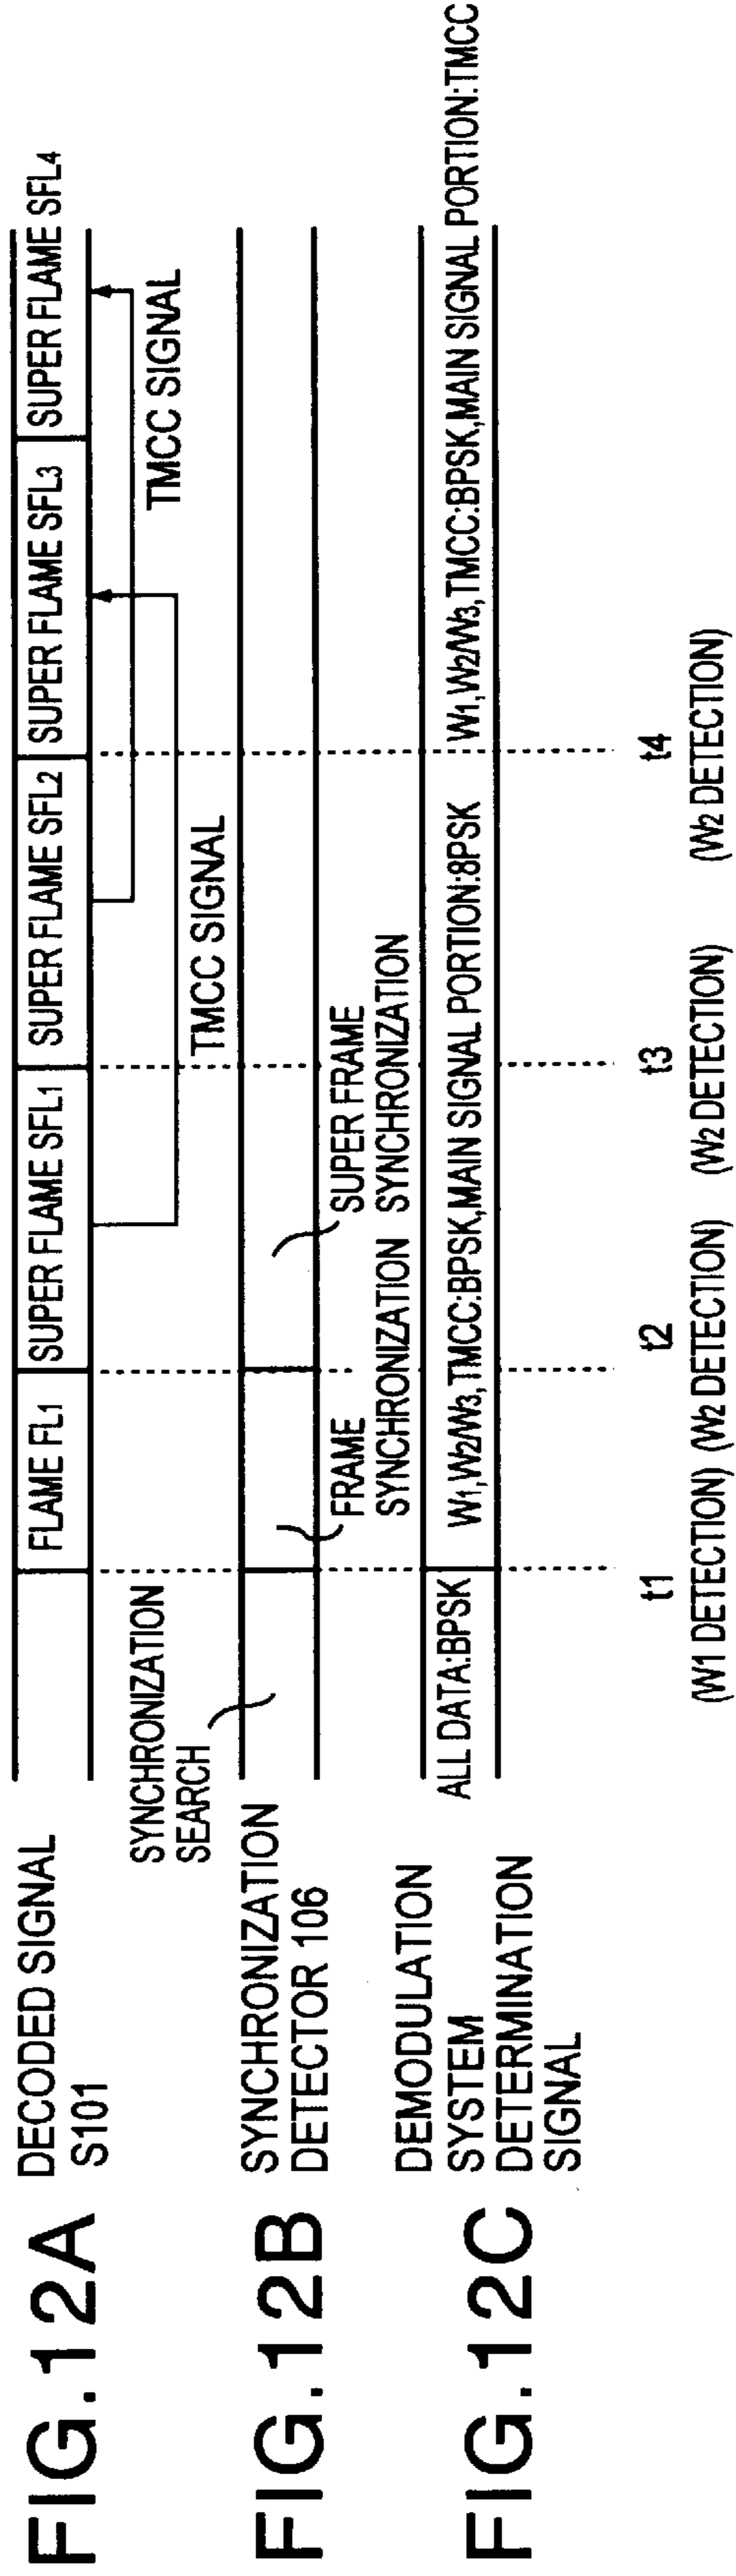 FIG.12A
DECODED SIGNAL
S101
FLAME FL1
SUPER FLAME SFL1
SUPER FLAME SFL2
SUPER FLAME SFL3
SUPER FLAME SFL4
TMCC SIGNAL
TMCC SIGNAL
FIG.12B
SYNCHRONIZATION
DETECTOR 106
SYNCHRONIZATION
SEARCH
FRAME
SYNCHRONIZATION
SUPER FRAME
SYNCHRONIZATION
FIG.12C
DEMODULATION
SYSTEM
DETERMINATION
SIGNAL
ALL DATA:BPSK
W1,W2/W3,TMCC:BPSK,MAIN SIGNAL PORTION:8PSK
W1,W2/W3,TMCC:BPSK,MAIN SIGNAL PORTION:TMCC
t1
t2
t3
t4
(W1 DETECTION)
(W2 DETECTION)
(W2 DETECTION)
(W2 DETECTION)